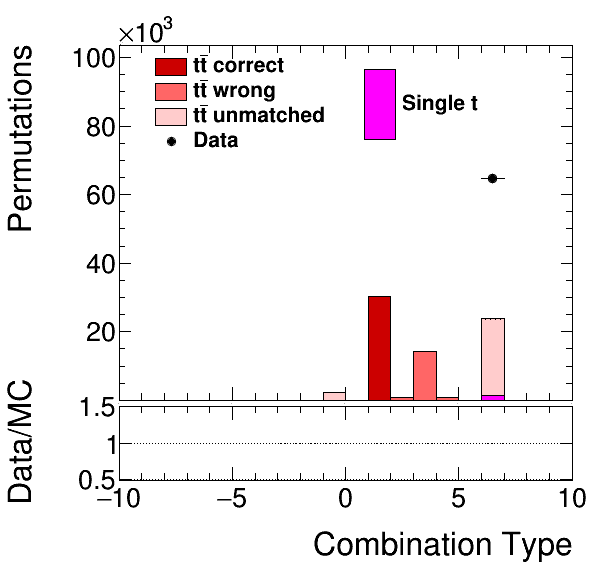 ×10³
Permutations
100
80
60
40
20
tt̄ correct
tt̄ wrong
tt̄ unmatched
Data
Single t
Data/MC
1.5
1
0.5
−10 −5 0 5 10
Combination Type